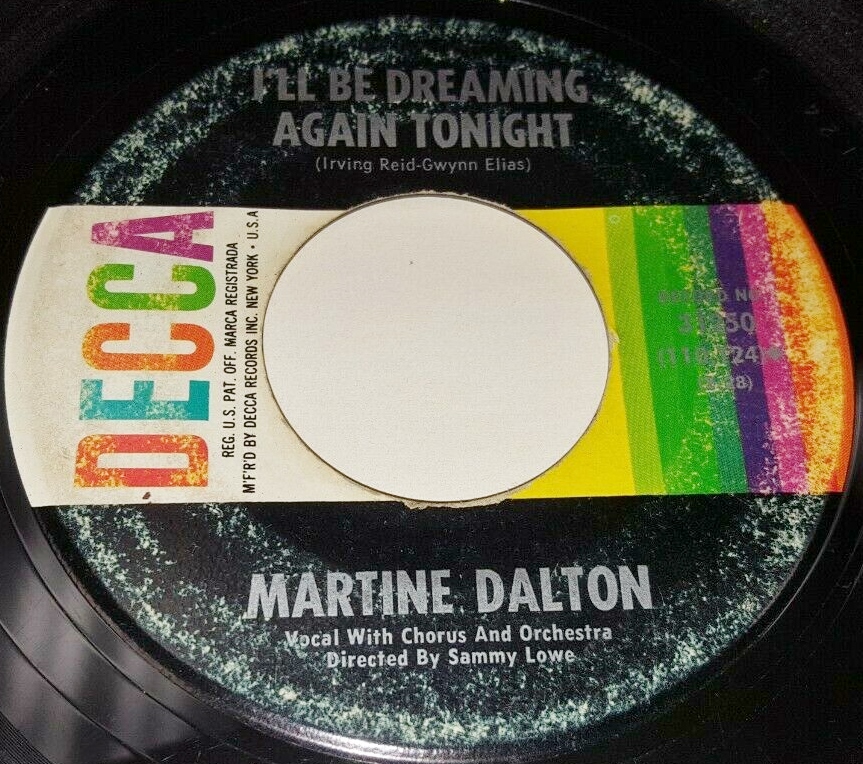 I'LL BE DREAMING
AGAIN TONIGHT
(Irving Reid-Gwynn Elias)
DECCA
REG. U.S. PAT. OFF. MARCA REGISTRADA
M'F'R'D BY DECCA RECORDS INC. NEW YORK • U.S.A
MARTINE DALTON
Vocal With Chorus And Orchestra
Directed By Sammy Lowe